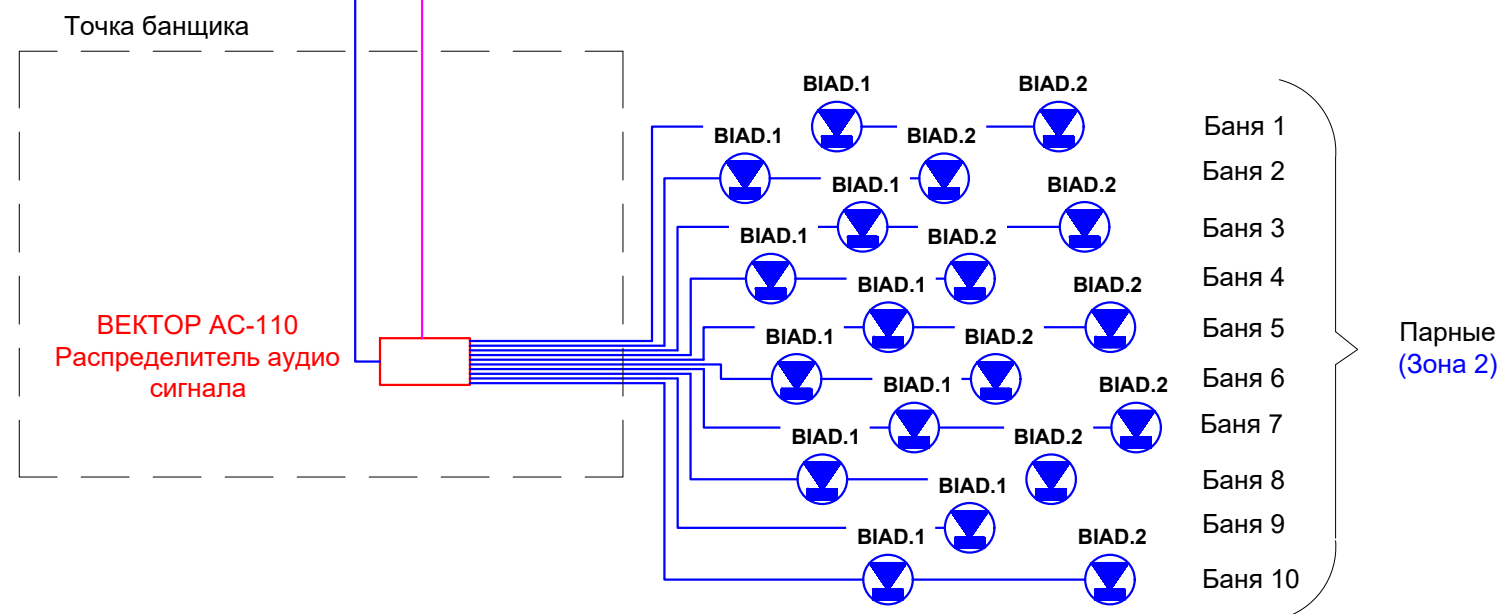 Точка банщика
BIAD.1
BIAD.2
Баня 1
BIAD.1
BIAD.2
Баня 2
BIAD.1
BIAD.2
Баня 3
BIAD.1
BIAD.2
Баня 4
BIAD.1
BIAD.2
Баня 5
BIAD.1
BIAD.2
Баня 6
BIAD.1
BIAD.2
Баня 7
BIAD.1
BIAD.2
Баня 8
BIAD.1
Баня 9
BIAD.1
BIAD.2
Баня 10
ВЕКТОР АС-110
Распределитель аудио
сигнала
Парные
(Зона 2)